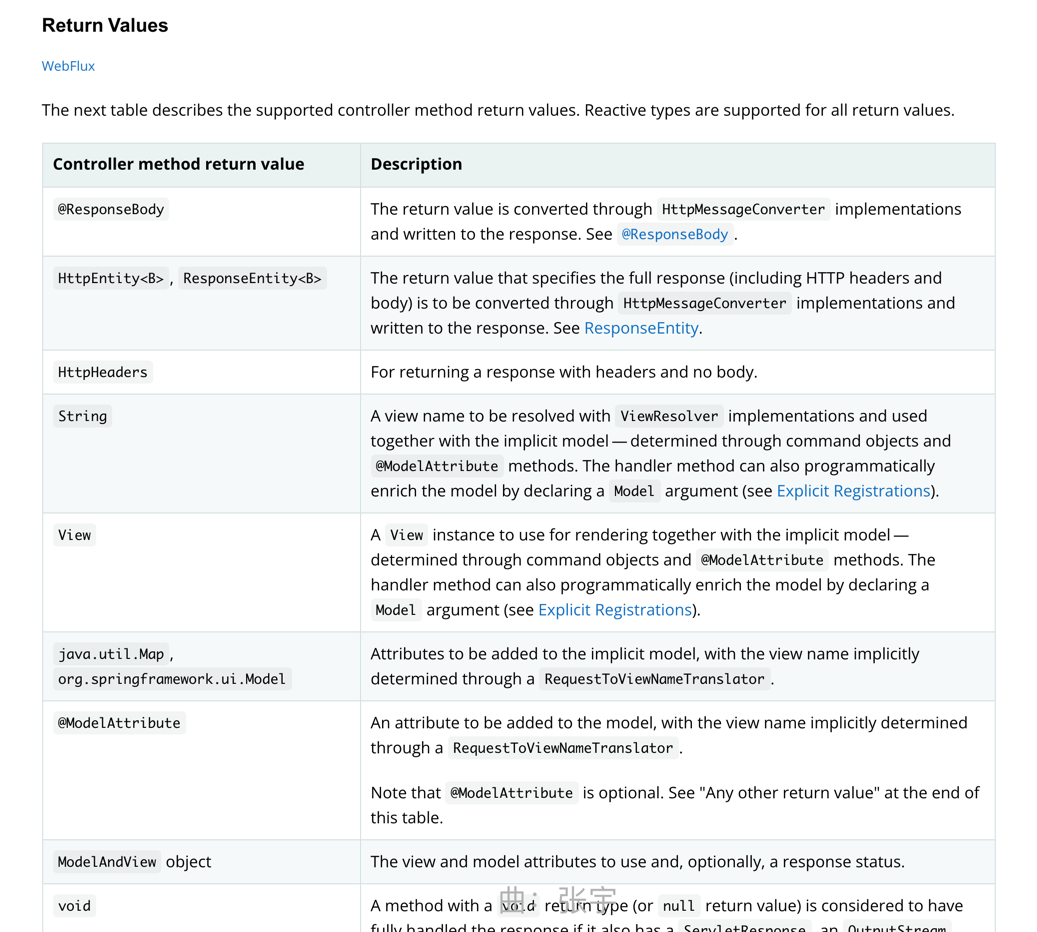 Return Values
WebFlux
The next table describes the supported controller method return values. Reactive types are supported for all return values.
Controller method return value
Description
@ResponseBody
The return value is converted through HttpMessageConverter implementations
and written to the response. See @ResponseBody .
HttpEntity<B> , ResponseEntity<B>
The return value that specifies the full response (including HTTP headers and
body) is to be converted through HttpMessageConverter implementations and
written to the response. See ResponseEntity.
HttpHeaders
For returning a response with headers and no body.
String
A view name to be resolved with ViewResolver implementations and used
together with the implicit model — determined through command objects and
@ModelAttribute methods. The handler method can also programmatically
enrich the model by declaring a Model argument (see Explicit Registrations).
View
A View instance to use for rendering together with the implicit model —
determined through command objects and @ModelAttribute methods. The
handler method can also programmatically enrich the model by declaring a
Model argument (see Explicit Registrations).
java.util.Map ,
org.springframework.ui.Model
Attributes to be added to the implicit model, with the view name implicitly
determined through a RequestToViewNameTranslator .
@ModelAttribute
An attribute to be added to the model, with the view name implicitly determined
through a RequestToViewNameTranslator .
Note that @ModelAttribute is optional. See "Any other return value" at the end of
this table.
ModelAndView object
The view and model attributes to use and, optionally, a response status.
void
A method with a void return type (or null return value) is considered to have
fully handled the response if it also has a ServletResponse, an OutputStream
曲：张宇